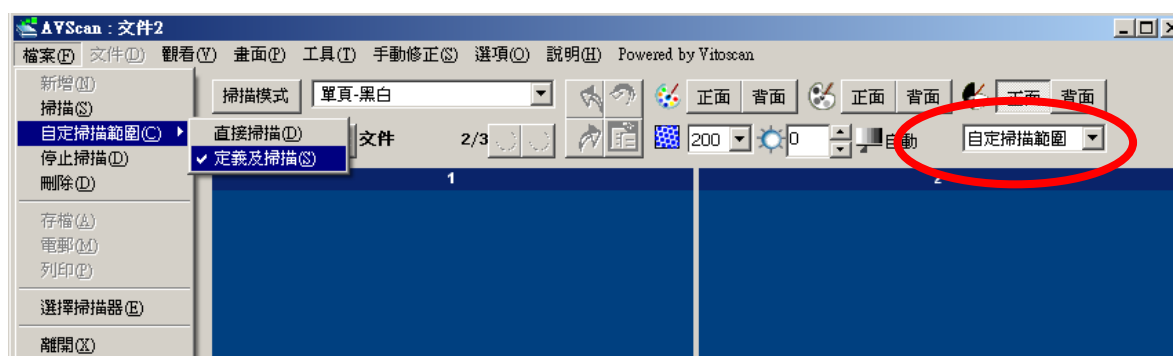 AVScan : 文件2
檔案(F) 文件(D) 觀看(V) 畫面(P) 工具(T) 手動修正(S) 選項(O) 說明(H) Powered by Vitoscan
新增(N)
掃描(S)
自定掃描範圍(C)
停止掃描(D)
刪除(D)
存檔(A)
電郵(M)
列印(P)
選擇掃描器(E)
離開(X)
直接掃描(D)
定義及掃描(S)
掃描模式 單頁-黑白 正面 背面 正面 背面 正面 背面
文件 2/3 200 0 自動 自定掃描範圍
1 2